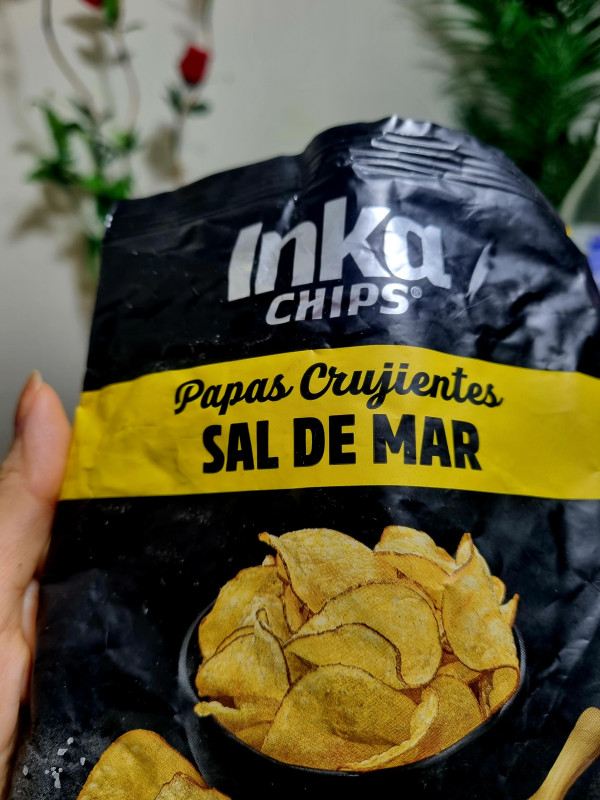 Inka
CHIPS®
Papas Crujientes
SAL DE MAR